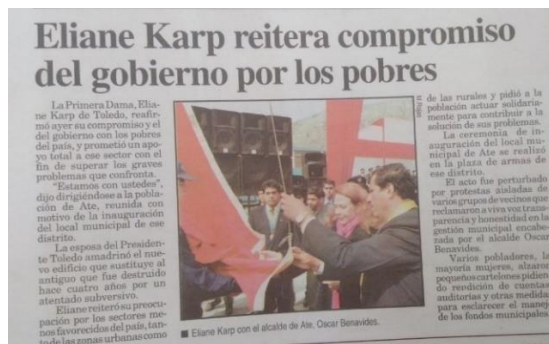 Eliane Karp reitera compromiso
del gobierno por los pobres
La Primera Dama, Elia-
ne Karp de Toledo, reafir-
mó ayer su compromiso y el
del gobierno con los pobres
del país, y prometió un apo-
yo total a ese sector con el
fin de superar los graves
problemas que confronta.
"Estamos con ustedes",
dijo dirigiéndose a la pobla-
ción de Ate, reunida con
motivo de la inauguración
del local municipal de ese
distrito.
La esposa del Presiden-
te Toledo amadrinó el nue-
vo edificio que sustituye al
antiguo que fue destruido
hace cuatro años por un
atentado subversivo.
Eliane reiteró su preocu-
pación por los sectores me-
nos favorecidos del país, tan-
to de las zonas urbanas como
Eliane Karp con el alcalde de Ate, Oscar Benavides.
de las rurales y pidió a la
población actuar solidaria-
mente para contribuir a la
solución de sus problemas.
La ceremonia de in-
auguración del local mu-
nicipal de Ate se realizó
en la plaza de armas de
ese distrito.
El acto fue perturbado
por protestas aisladas de
varios grupos de vecinos que
reclamaron a viva voz trans-
parencia y honestidad en la
gestión municipal encabe-
zada por el alcalde Oscar
Benavides.
Varios pobladores, la
mayoría mujeres, alzaron
pequeños cartelones pidien-
do rendición de cuentas
auditorías y otras medidas
para esclarecer el manejo
de los fondos municipales